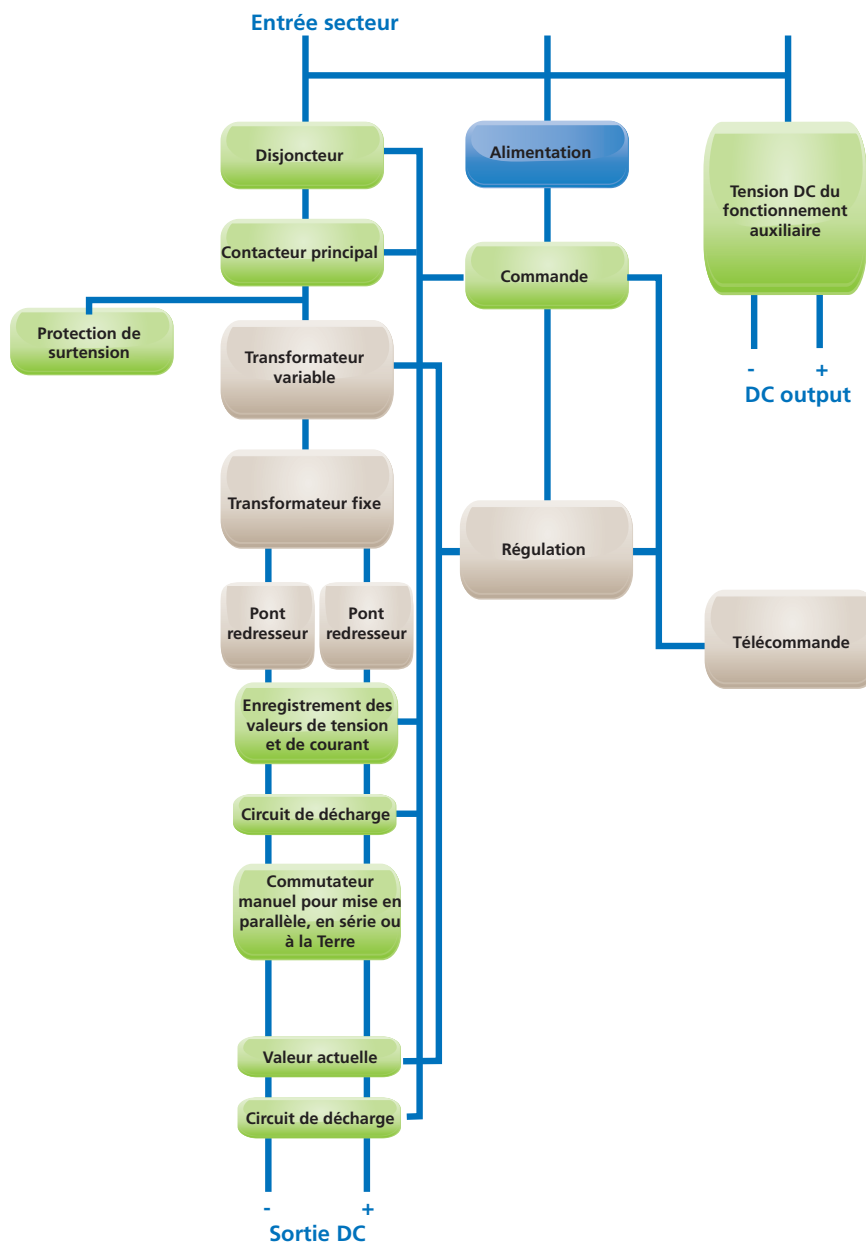 Entrée secteur
Disjoncteur
Alimentation
Tension DC du
fonctionnement
auxiliaire
Contacteur principal
Commande
Protection de
surtension
Transformateur
variable
- +
DC output
Transformateur fixe
Régulation
Pont
redresseur
Pont
redresseur
Télécommande
Enregistrement des
valeurs de tension
et de courant
Circuit de décharge
Commutateur
manuel pour mise en
parallèle, en série ou
à la Terre
Valeur actuelle
Circuit de décharge
- +
Sortie DC